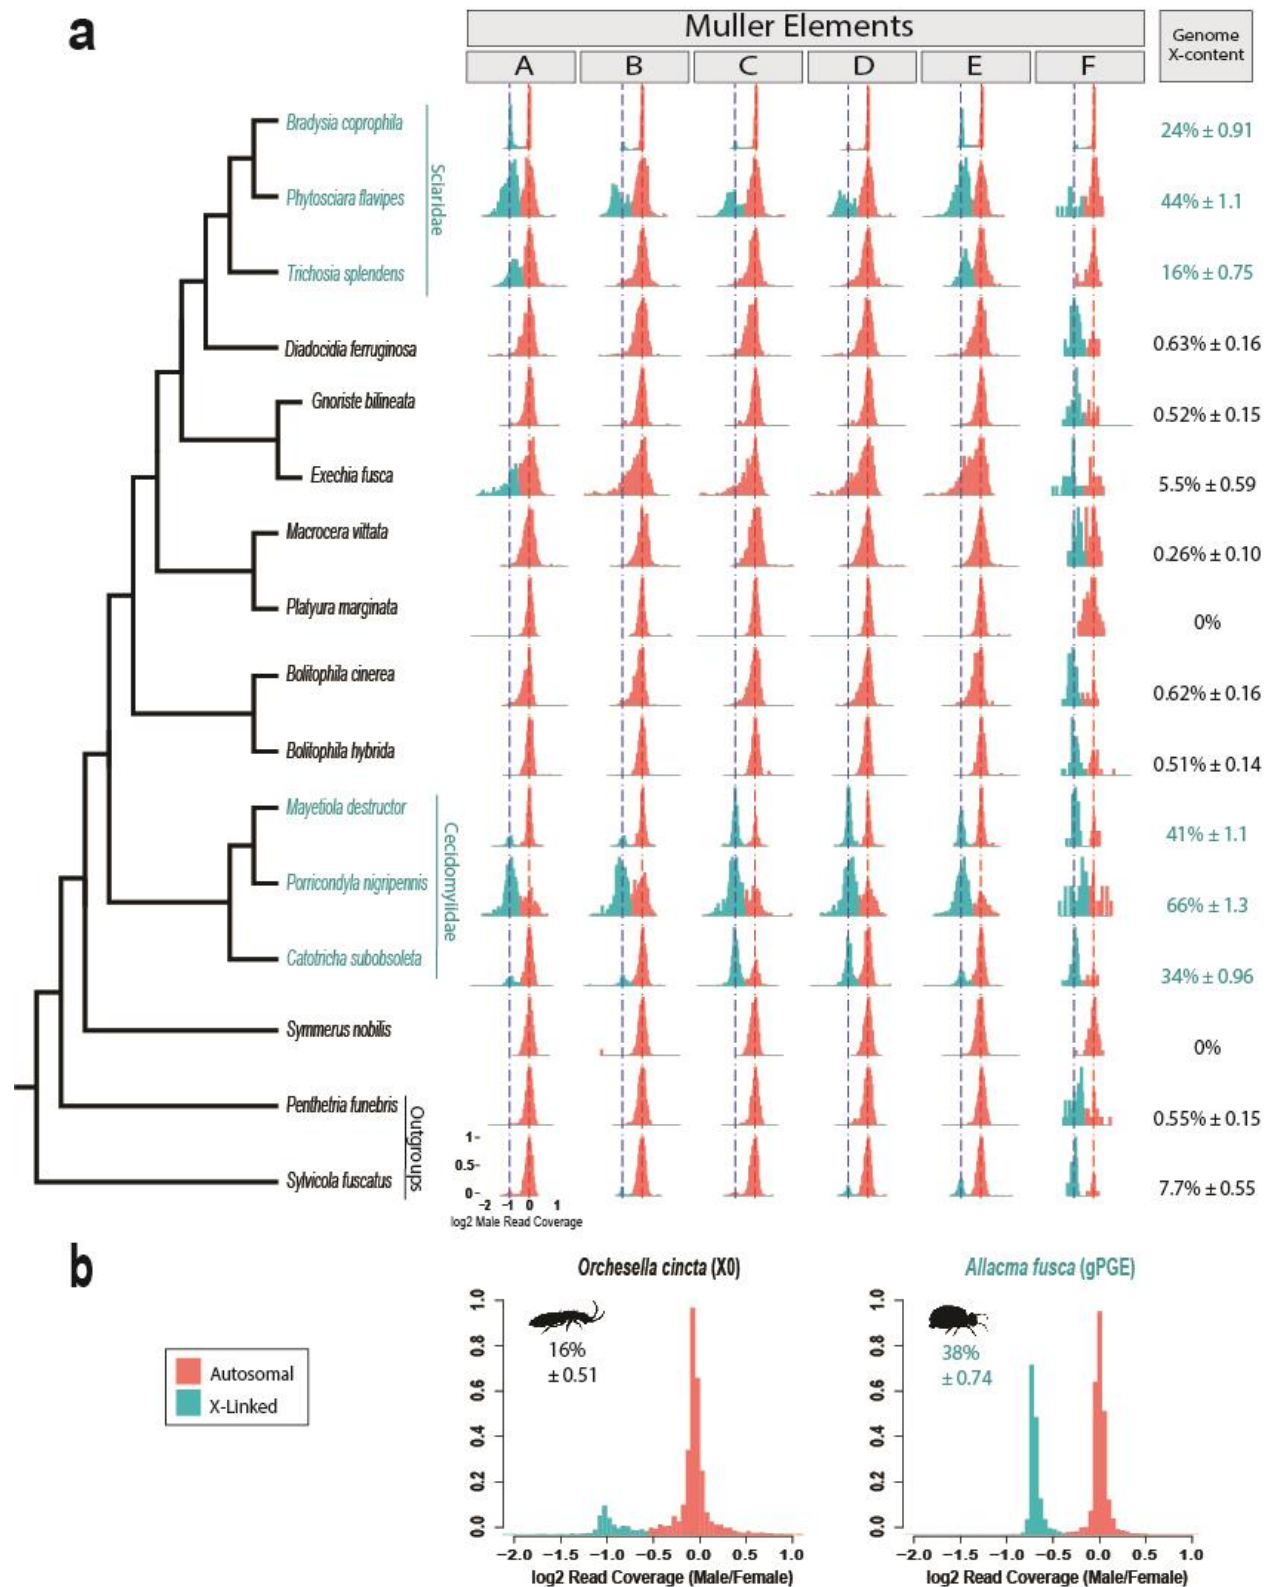 a
Muller Elements
Genome
X-content
A B C D E F
Bradysia coprophila
24% ± 0.91
Sciaridae
Phytosciara flavipes
44% ± 1.1
Trichosia splendens
16% ± 0.75
Diadocidia ferruginosa
0.63% ± 0.16
Gnoriste bilineata
0.52% ± 0.15
Exechia fusca
5.5% ± 0.59
Macrocera vittata
0.26% ± 0.10
Platyura marginata
0%
Bolitophila cinerea
0.62% ± 0.16
Bolitophila hybrida
0.51% ± 0.14
Mayetiola destructor
41% ± 1.1
Cecidomyiidae
Porricondyla nigripennis
66% ± 1.3
Catotricha subobsoleta
34% ± 0.96
Symmerus nobilis
0%
Penthetria funebris
0.55% ± 0.15
Outgroups
Sylvicola fuscatus
7.7% ± 0.55
1-
0.5-
0-
-2 -1 0 1
log2 Male Read Coverage
b
Autosomal
X-Linked
Orchesella cincta (X0)
16%
± 0.51
1.0
0.8
0.6
0.4
0.2
0.0
−2.0 −1.5 −1.0 −0.5 0.0 0.5 1.0
log2 Read Coverage (Male/Female)
Allacma fusca (gPGE)
38%
± 0.74
1.0
0.8
0.6
0.4
0.2
0.0
−2.0 −1.5 −1.0 −0.5 0.0 0.5 1.0
log2 Read Coverage (Male/Female)